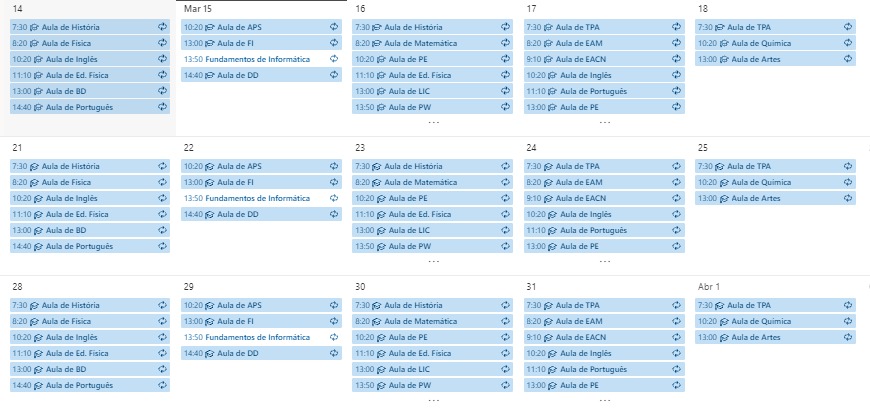 14
7:30 Aula de História
8:20 Aula de Física
10:20 Aula de Inglês
11:10 Aula de Ed. Física
13:00 Aula de BD
14:40 Aula de Português
Mar 15
10:20 Aula de APS
13:00 Aula de FI
13:50 Fundamentos de Informática
14:40 Aula de DD
16
7:30 Aula de História
8:20 Aula de Matemática
10:20 Aula de PE
11:10 Aula de Ed. Física
13:00 Aula de LIC
13:50 Aula de PW
...
17
7:30 Aula de TPA
8:20 Aula de EAM
9:10 Aula de EACN
10:20 Aula de Inglês
11:10 Aula de Português
13:00 Aula de PE
...
18
7:30 Aula de TPA
10:20 Aula de Química
13:00 Aula de Artes
21
7:30 Aula de História
8:20 Aula de Física
10:20 Aula de Inglês
11:10 Aula de Ed. Física
13:00 Aula de BD
14:40 Aula de Português
22
10:20 Aula de APS
13:00 Aula de FI
13:50 Fundamentos de Informática
14:40 Aula de DD
23
7:30 Aula de História
8:20 Aula de Matemática
10:20 Aula de PE
11:10 Aula de Ed. Física
13:00 Aula de LIC
13:50 Aula de PW
...
24
7:30 Aula de TPA
8:20 Aula de EAM
9:10 Aula de EACN
10:20 Aula de Inglês
11:10 Aula de Português
13:00 Aula de PE
...
25
7:30 Aula de TPA
10:20 Aula de Química
13:00 Aula de Artes
28
7:30 Aula de História
8:20 Aula de Física
10:20 Aula de Inglês
11:10 Aula de Ed. Física
13:00 Aula de BD
14:40 Aula de Português
29
10:20 Aula de APS
13:00 Aula de FI
13:50 Fundamentos de Informática
14:40 Aula de DD
30
7:30 Aula de História
8:20 Aula de Matemática
10:20 Aula de PE
11:10 Aula de Ed. Física
13:00 Aula de LIC
13:50 Aula de PW
...
31
7:30 Aula de TPA
8:20 Aula de EAM
9:10 Aula de EACN
10:20 Aula de Inglês
11:10 Aula de Português
13:00 Aula de PE
...
Abr 1
7:30 Aula de TPA
10:20 Aula de Química
13:00 Aula de Artes